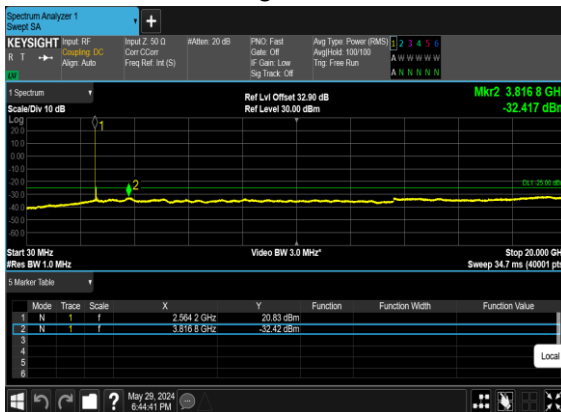 Spectrum Analyzer 1
Swept SA
KEYSIGHT Input: RF Input Z: 50 Ω #Atten: 20 dB PNO: Fast Avg Type: Power (RMS) 1 2 3 4 5 6
R T Coupling: DC Corr CCorr Gate: Off Avg|Hold: 100/100 A W W W W W
Align: Auto Freq Ref: Int (S) IF Gain: Low Trig: Free Run
Sig Track: Off A N N N N N
1 Spectrum Ref Lvl Offset 32.90 dB Mkr2 3.816 8 GH
Scale/Div 10 dB Ref Level 30.00 dBm -32.417 dBr
Log
20.0
10.0
0.00
-10.0
-20.0
-30.0
-40.0
-50.0
-60.0
1
2
DL1 -25.00 dB
Start 30 MHz Video BW 3.0 MHz* Stop 20.000 GH
#Res BW 1.0 MHz Sweep 34.7 ms (40001 pts
5 Marker Table
Mode Trace Scale X Y Function Function Width Function Value
1 N 1 f 2.564 2 GHz 20.83 dBm
2 N 1 f 3.816 8 GHz -32.42 dBm
3
4
5
6
Local
May 29, 2024
6:44:41 PM